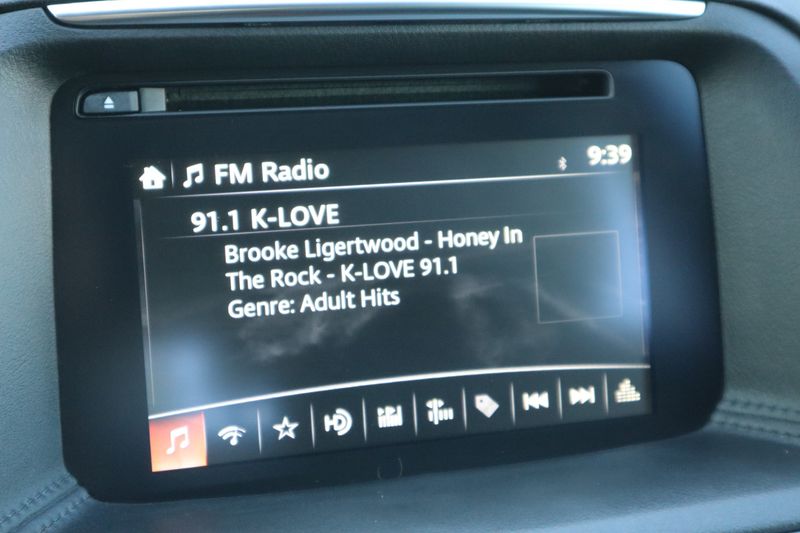 FM Radio
9:39
91.1 K-LOVE
Brooke Ligertwood - Honey In
The Rock - K-LOVE 91.1
Genre: Adult Hits
HD